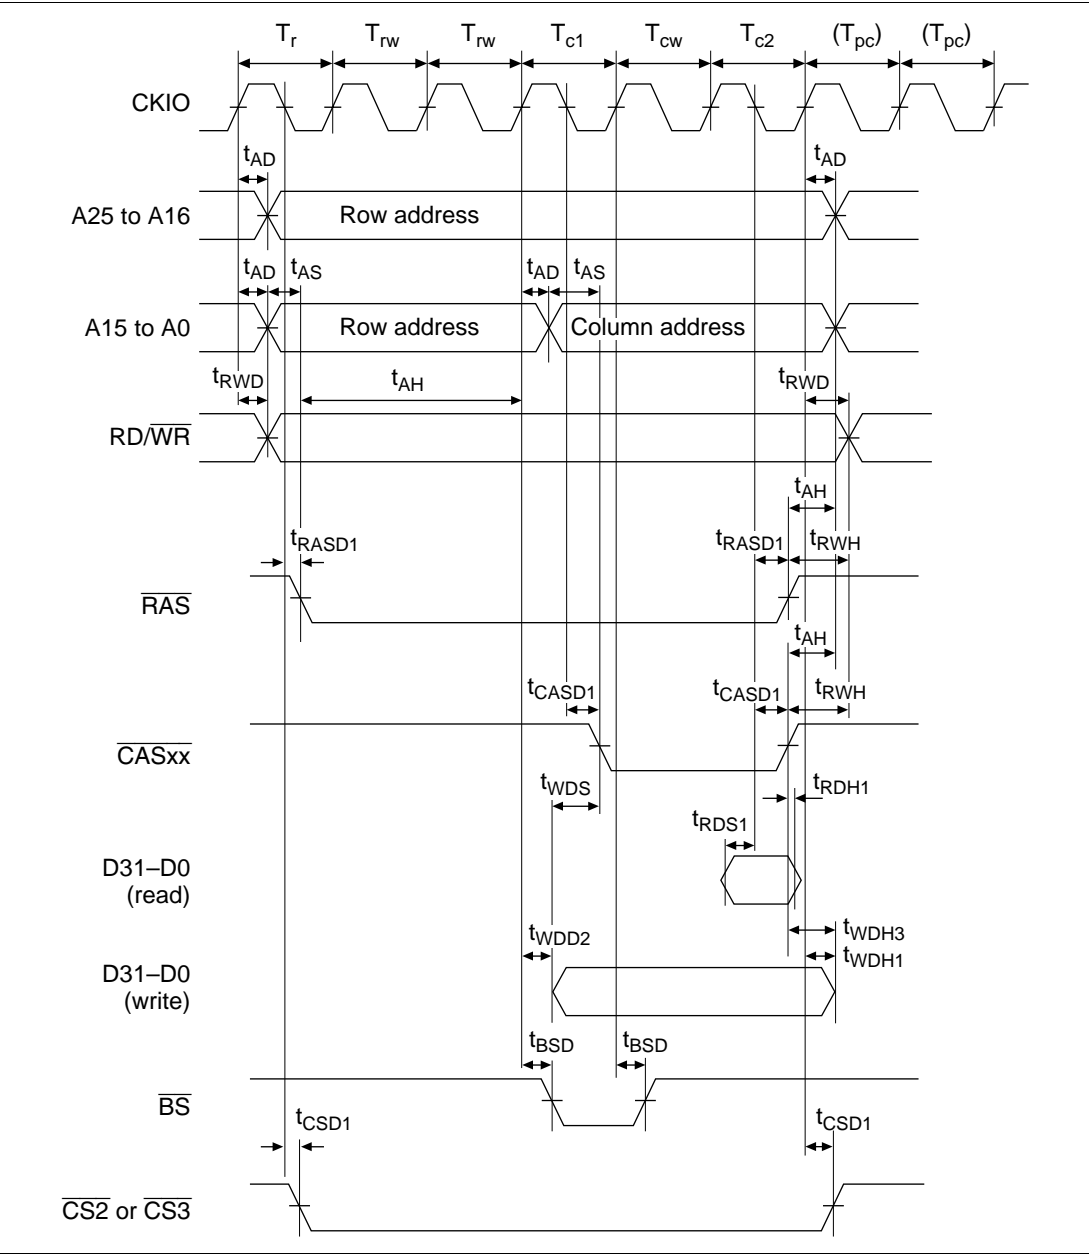 Tr Trw Trw Tc1 Tcw Tc2 (Tpc) (Tpc)
CKIO
tAD tAD
A25 to A16 Row address
tAD tAS tAD tAS
A15 to A0 Row address Column address
tRWD tAH tRWD
RD/WR
tAH
tRASD1 tRASD1 tRWH
RAS
tAH
tCASD1 tCASD1 tRWH
CASxx
tWDS tRDH1
tRDS1
D31–D0
(read)
tWDD2 tWDH3
tWDH1
D31–D0
(write)
tBSD tBSD
BS
tCSD1 tCSD1
CS2 or CS3